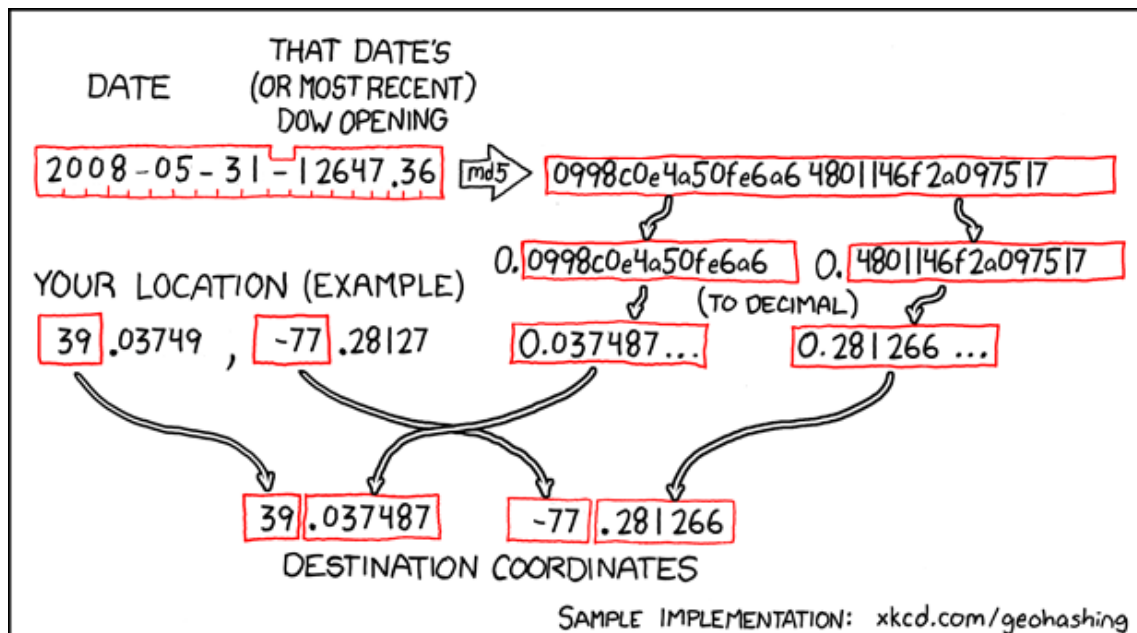 DATE
THAT DATE'S
(OR MOST RECENT)
DOW OPENING
2008-05-31-12647.36
md5
0998c0e4a50fe6a6 4801146f2a097517
0.0998c0e4a50fe6a6
0.4801146f2a097517
YOUR LOCATION (EXAMPLE)
(TO DECIMAL)
39.03749, -77.28127
0.037487...
0.281266 ...
39.037487
-77.281266
DESTINATION COORDINATES
SAMPLE IMPLEMENTATION: xkcd.com/geohashing